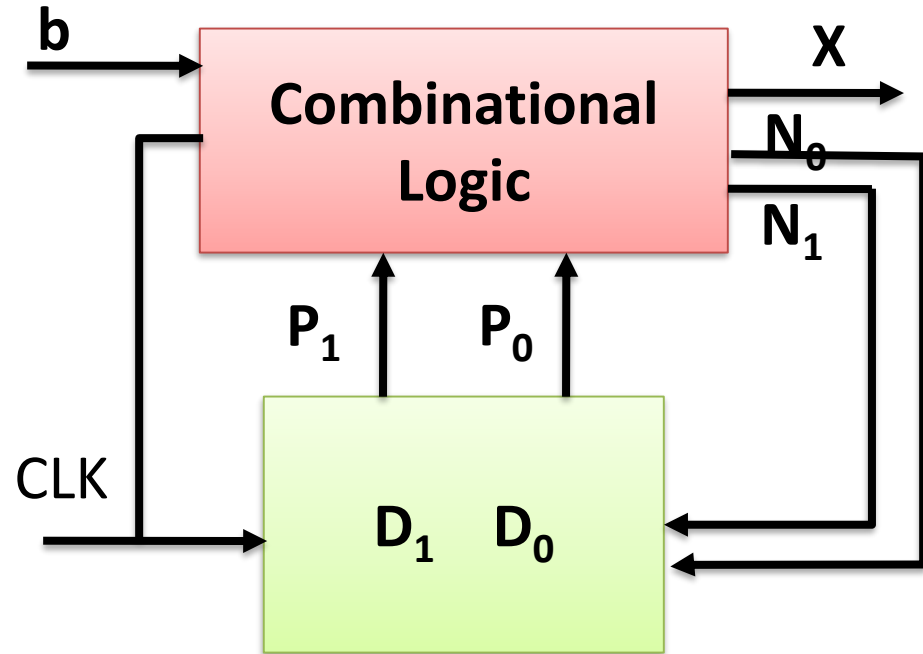 b
X
Combinational
Logic
N₀
N₁
P₁ P₀
CLK
D₁ D₀